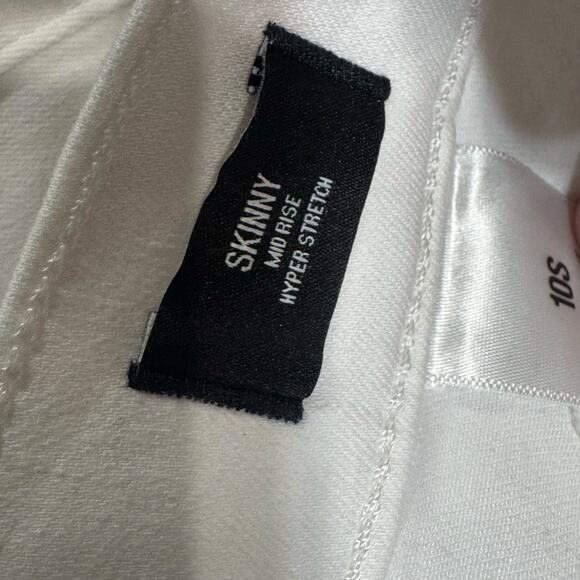 SKINNY
MID RISE
HYPER STRETCH
10S